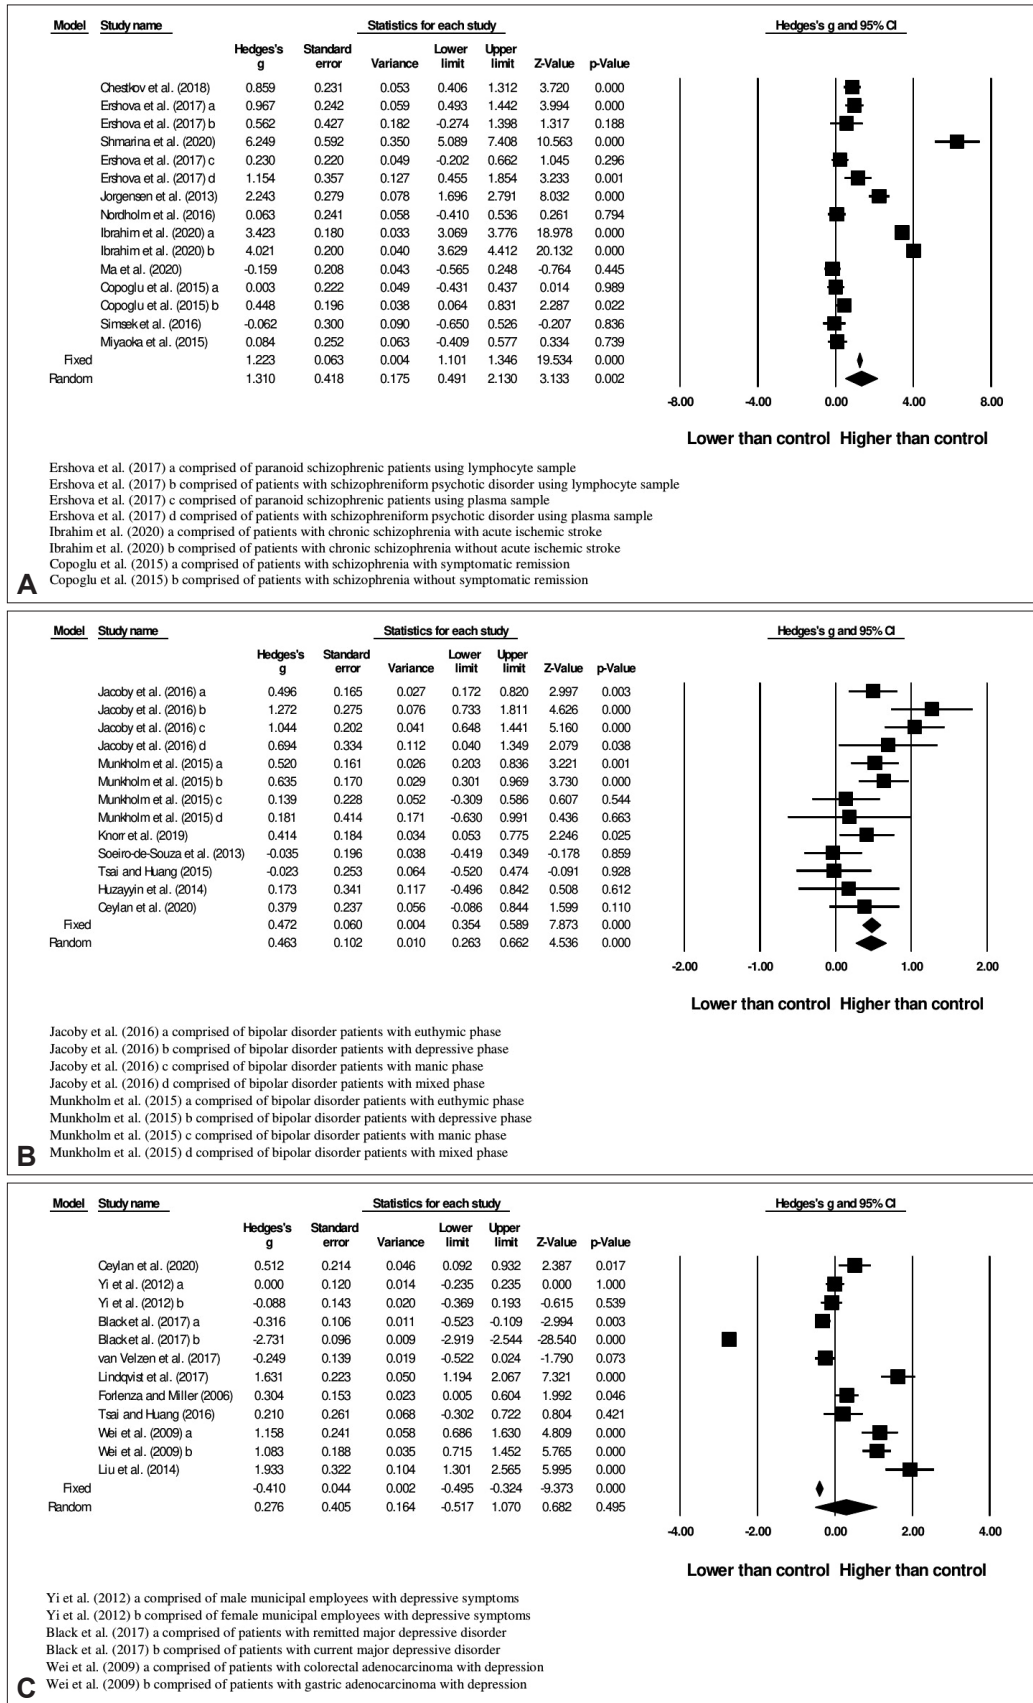 Model Study name Statistics for each study Hedges's g and 95% CI
Hedges's g Standard error Variance Lower limit Upper limit Z-Value p-Value
Chestkov et al. (2018) 0.859 0.231 0.053 0.406 1.312 3.720 0.000
Ershova et al. (2017) a 0.967 0.242 0.059 0.493 1.442 3.994 0.000
Ershova et al. (2017) b 0.562 0.427 0.182 -0.274 1.398 1.317 0.188
Shmarina et al. (2020) 6.249 0.592 0.350 5.089 7.408 10.563 0.000
Ershova et al. (2017) c 0.230 0.220 0.049 -0.202 0.662 1.045 0.296
Ershova et al. (2017) d 1.154 0.357 0.127 0.455 1.854 3.233 0.001
Jorgensen et al. (2013) 2.243 0.279 0.078 1.696 2.791 8.032 0.000
Nordholm et al. (2016) 0.063 0.241 0.058 -0.410 0.536 0.261 0.794
Ibrahim et al. (2020) a 3.423 0.180 0.033 3.069 3.776 18.978 0.000
Ibrahim et al. (2020) b 4.021 0.200 0.040 3.629 4.412 20.132 0.000
Ma et al. (2020) -0.159 0.208 0.043 -0.565 0.248 -0.764 0.445
Copoglu et al. (2015) a 0.003 0.222 0.049 -0.431 0.437 0.014 0.989
Copoglu et al. (2015) b 0.448 0.196 0.038 0.064 0.831 2.287 0.022
Simsek et al. (2016) -0.062 0.300 0.090 -0.650 0.526 -0.207 0.836
Miyaoka et al. (2015) 0.084 0.252 0.063 -0.409 0.577 0.334 0.739
Fixed 1.223 0.063 0.004 1.101 1.346 19.534 0.000
Random 1.310 0.418 0.175 0.491 2.130 3.133 0.002
-8.00 -4.00 0.00 4.00 8.00
Lower than control Higher than control
Ershova et al. (2017) a comprised of paranoid schizophrenic patients using lymphocyte sample
Ershova et al. (2017) b comprised of patients with schizophreniform psychotic disorder using lymphocyte sample
Ershova et al. (2017) c comprised of paranoid schizophrenic patients using plasma sample
Ershova et al. (2017) d comprised of patients with schizophreniform psychotic disorder using plasma sample
Ibrahim et al. (2020) a comprised of patients with chronic schizophrenia with acute ischemic stroke
Ibrahim et al. (2020) b comprised of patients with chronic schizophrenia without acute ischemic stroke
Copoglu et al. (2015) a comprised of patients with schizophrenia with symptomatic remission
Copoglu et al. (2015) b comprised of patients with schizophrenia without symptomatic remission
A
Model Study name Statistics for each study Hedges's g and 95% CI
Hedges's g Standard error Variance Lower limit Upper limit Z-Value p-Value
Jacoby et al. (2016) a 0.496 0.165 0.027 0.172 0.820 2.997 0.003
Jacoby et al. (2016) b 1.272 0.275 0.076 0.733 1.811 4.626 0.000
Jacoby et al. (2016) c 1.044 0.202 0.041 0.648 1.441 5.160 0.000
Jacoby et al. (2016) d 0.694 0.334 0.112 0.040 1.349 2.079 0.038
Munkholm et al. (2015) a 0.520 0.161 0.026 0.203 0.836 3.221 0.001
Munkholm et al. (2015) b 0.635 0.170 0.029 0.301 0.969 3.730 0.000
Munkholm et al. (2015) c 0.139 0.228 0.052 -0.309 0.586 0.607 0.544
Munkholm et al. (2015) d 0.181 0.414 0.171 -0.630 0.991 0.436 0.663
Knorr et al. (2019) 0.414 0.184 0.034 0.053 0.775 2.246 0.025
Soeiro-de-Souza et al. (2013) -0.035 0.196 0.038 -0.419 0.349 -0.178 0.859
Tsai and Huang (2015) -0.023 0.253 0.064 -0.520 0.474 -0.091 0.928
Huzayyin et al. (2014) 0.173 0.341 0.117 -0.496 0.842 0.508 0.612
Ceylan et al. (2020) 0.379 0.237 0.056 -0.086 0.844 1.599 0.110
Fixed 0.472 0.060 0.004 0.354 0.589 7.873 0.000
Random 0.463 0.102 0.010 0.263 0.662 4.536 0.000
-2.00 -1.00 0.00 1.00 2.00
Lower than control Higher than control
Jacoby et al. (2016) a comprised of bipolar disorder patients with euthymic phase
Jacoby et al. (2016) b comprised of bipolar disorder patients with depressive phase
Jacoby et al. (2016) c comprised of bipolar disorder patients with manic phase
Jacoby et al. (2016) d comprised of bipolar disorder patients with mixed phase
Munkholm et al. (2015) a comprised of bipolar disorder patients with euthymic phase
Munkholm et al. (2015) b comprised of bipolar disorder patients with depressive phase
Munkholm et al. (2015) c comprised of bipolar disorder patients with manic phase
Munkholm et al. (2015) d comprised of bipolar disorder patients with mixed phase
B
Model Study name Statistics for each study Hedges's g and 95% CI
Hedges's g Standard error Variance Lower limit Upper limit Z-Value p-Value
Ceylan et al. (2020) 0.512 0.214 0.046 0.092 0.932 2.387 0.017
Yi et al. (2012) a 0.000 0.120 0.014 -0.235 0.235 0.000 1.000
Yi et al. (2012) b -0.088 0.143 0.020 -0.369 0.193 -0.615 0.539
Black et al. (2017) a -0.316 0.106 0.011 -0.523 -0.109 -2.994 0.003
Black et al. (2017) b -2.731 0.096 0.009 -2.919 -2.544 -28.540 0.000
van Velzen et al. (2017) -0.249 0.139 0.019 -0.522 0.024 -1.790 0.073
Lindqvist et al. (2017) 1.631 0.223 0.050 1.194 2.067 7.321 0.000
Forlenza and Miller (2006) 0.304 0.153 0.023 0.005 0.604 1.992 0.046
Tsai and Huang (2016) 0.210 0.261 0.068 -0.302 0.722 0.804 0.421
Wei et al. (2009) a 1.158 0.241 0.058 0.686 1.630 4.809 0.000
Wei et al. (2009) b 1.083 0.188 0.035 0.715 1.452 5.765 0.000
Liu et al. (2014) 1.933 0.322 0.104 1.301 2.565 5.995 0.000
Fixed -0.410 0.044 0.002 -0.495 -0.324 -9.373 0.000
Random 0.276 0.405 0.164 -0.517 1.070 0.682 0.495
-4.00 -2.00 0.00 2.00 4.00
Lower than control Higher than control
Yi et al. (2012) a comprised of male municipal employees with depressive symptoms
Yi et al. (2012) b comprised of female municipal employees with depressive symptoms
Black et al. (2017) a comprised of patients with remitted major depressive disorder
Black et al. (2017) b comprised of patients with current major depressive disorder
Wei et al. (2009) a comprised of patients with colorectal adenocarcinoma with depression
Wei et al. (2009) b comprised of patients with gastric adenocarcinoma with depression
C